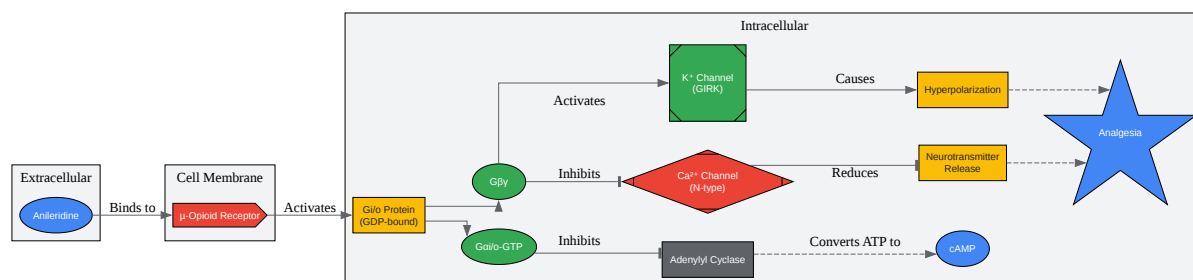 Intracellular
K⁺ Channel
(GIRK)
Causes
Hyperpolarization
Activates
Analgesia
Extracellular
Cell Membrane
Neurotrasmitter
Release
Gβγ
Inhibits
Ca²⁺ Channel
(N-type)
Reduces
Anileridine
Binds to
μ-Opioid Receptor
Activates
Gi/o Protein
(GDP-bound)
Gαi/o-GTP
Inhibits
Adenylyl Cyclase
Converts ATP to
cAMP